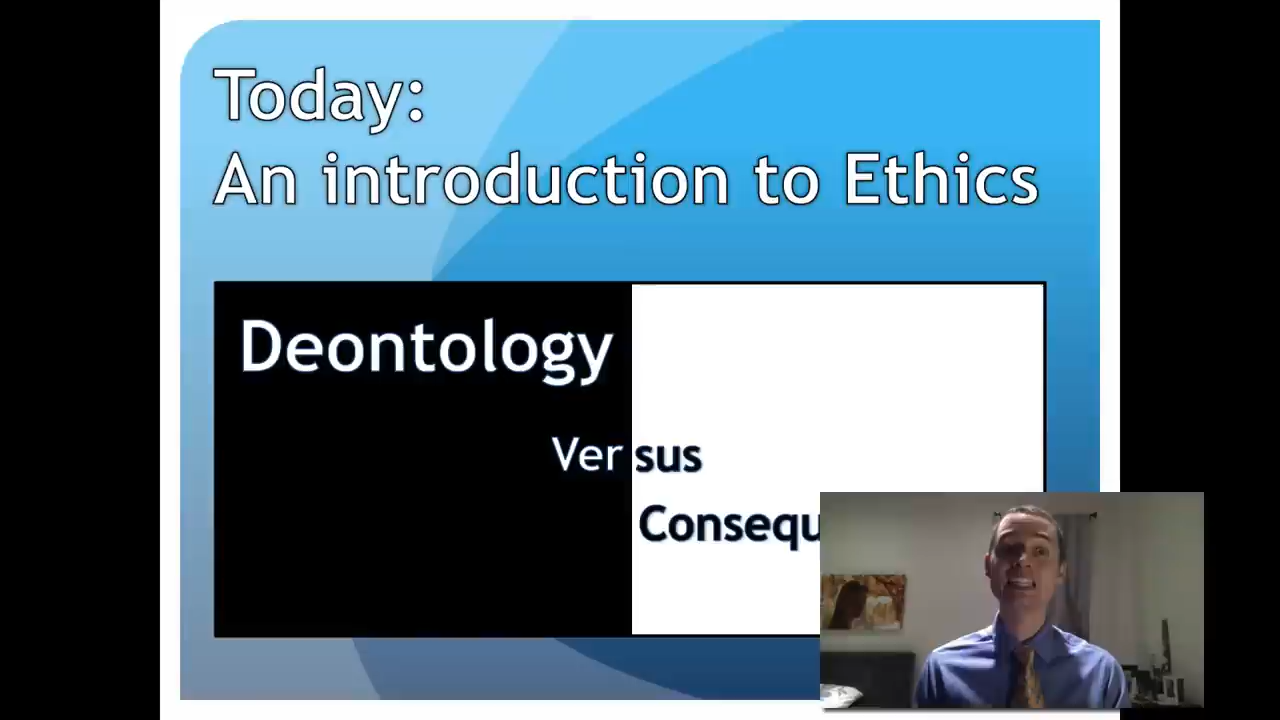 Today:
An introduction to Ethics
Deontology
Versus
Consequ